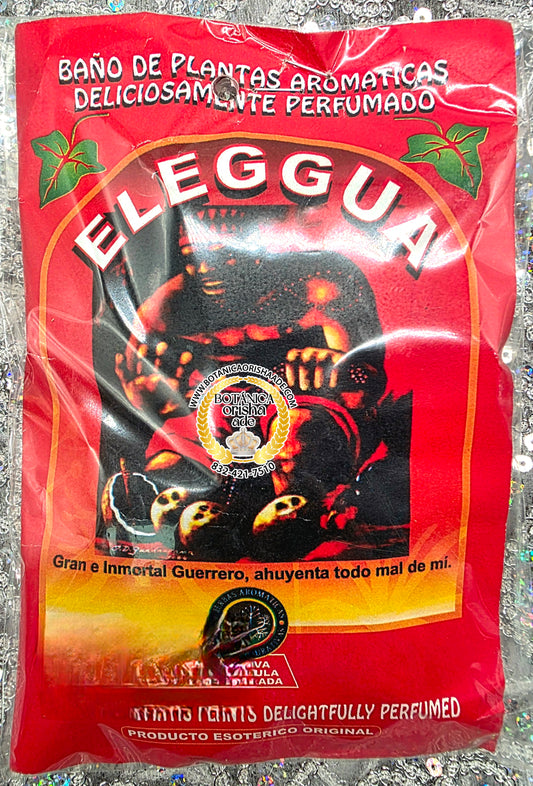 BAÑO DE PLANTAS AROMATICAS
DELICIOSAMENTE PERFUMADO
ELEGGUA
WWW.BOTANICAORISHAADE.COM
BOTÁNICA
orisha
ade
832-421-7510
Gran e Inmortal Guerrero, ahuyenta todo mal de mí.
AROMATICAS
DELIGHTFULLY PERFUMED
PRODUCTO ESOTERICO ORIGINAL